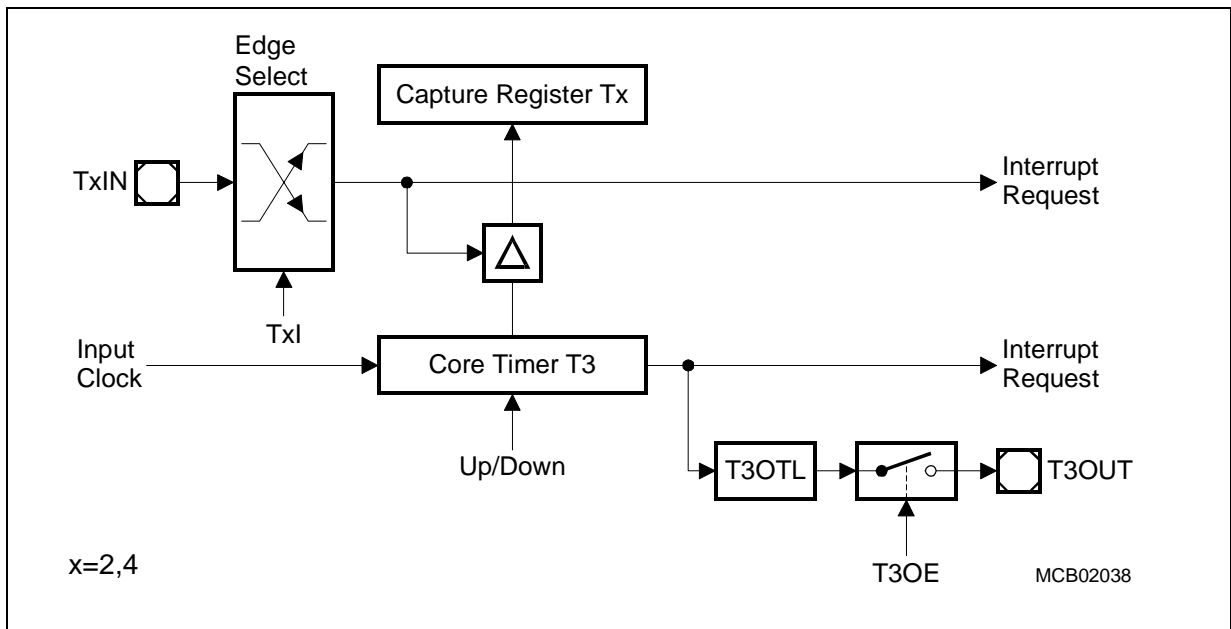 Edge
Select
Capture Register Tx
TxIN
Interrupt
Request
TxI
Input
Clock
Core Timer T3
Interrupt
Request
Up/Down
T3OTL
T3OUT
x=2,4
T3OE
MCB02038